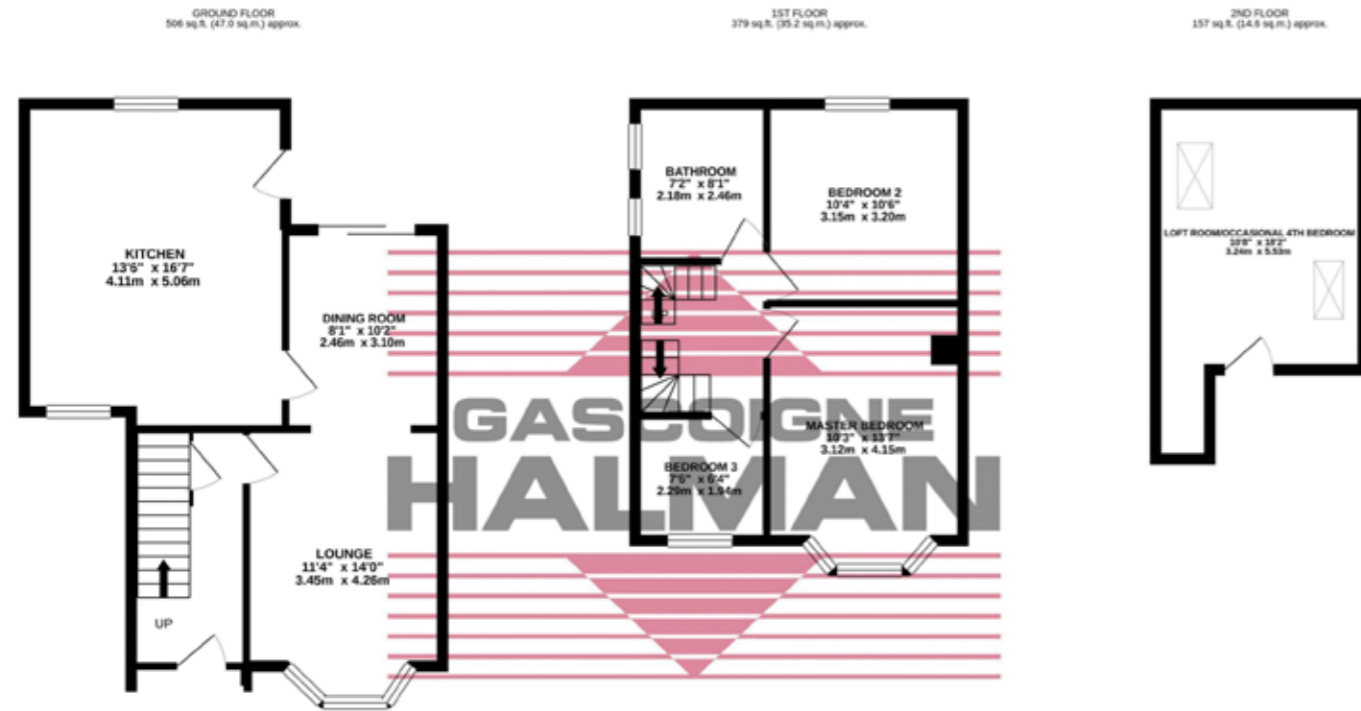 GROUND FLOOR
506 sq.ft. (47.0 sq.m.) approx.
KITCHEN
13'6" x 16'7"
4.11m x 5.06m
DINING ROOM
8'1" x 10'2"
2.46m x 3.10m
LOUNGE
11'4" x 14'0"
3.45m x 4.26m
UP
1ST FLOOR
379 sq.ft. (35.2 sq.m.) approx.
BATHROOM
7'2" x 8'1"
2.18m x 2.46m
BEDROOM 2
10'4" x 10'6"
3.15m x 3.20m
MASTER BEDROOM
10'3" x 13'7"
3.12m x 4.15m
BEDROOM 3
7'6" x 6'4"
2.29m x 1.94m
GASCOIGNE
HALMAN
2ND FLOOR
157 sq.ft. (14.6 sq.m.) approx.
LOFT ROOM/OCCASIONAL 4TH BEDROOM
10'8" x 18'2"
3.24m x 5.53m